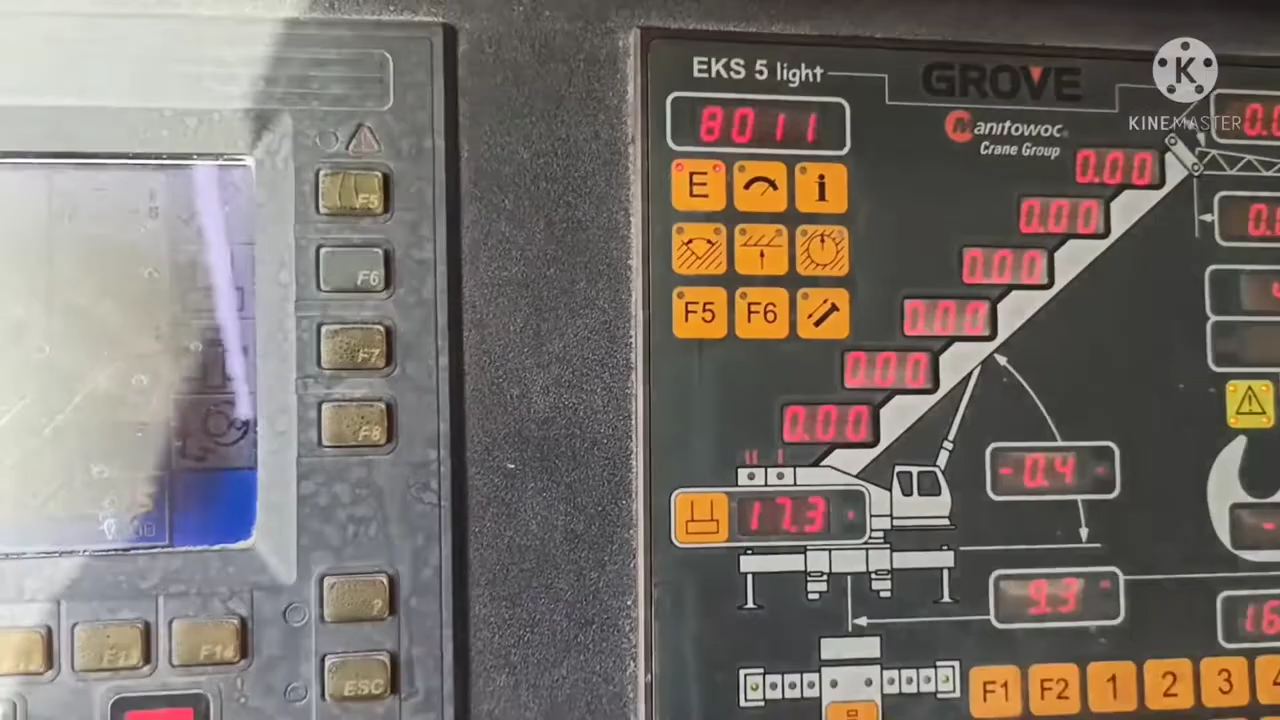 EKS 5 light
GROVE
Manitowoc
Crane Group
KINEMASTER
K
8011
E
i
F5 F6
0.00
0.00
0.00
0.00
0.00
0.00
-0.4
17.3
9.3
F1 F2 1 2 3
F5
F6
F7
F8
?
F14
ESC